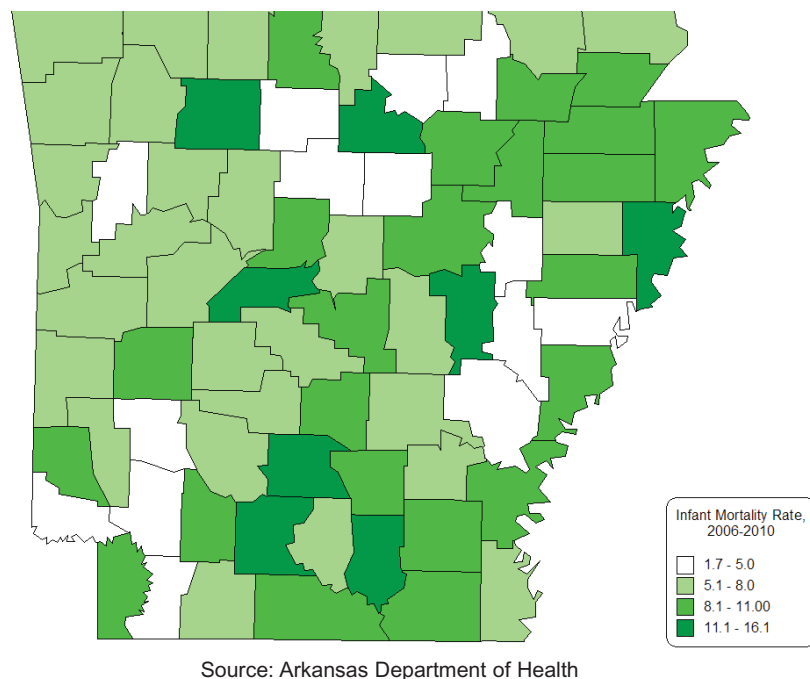 Infant Mortality Rate,
2006-2010
1.7 - 5.0
5.1 - 8.0
8.1 - 11.00
11.1 - 16.1
Source: Arkansas Department of Health